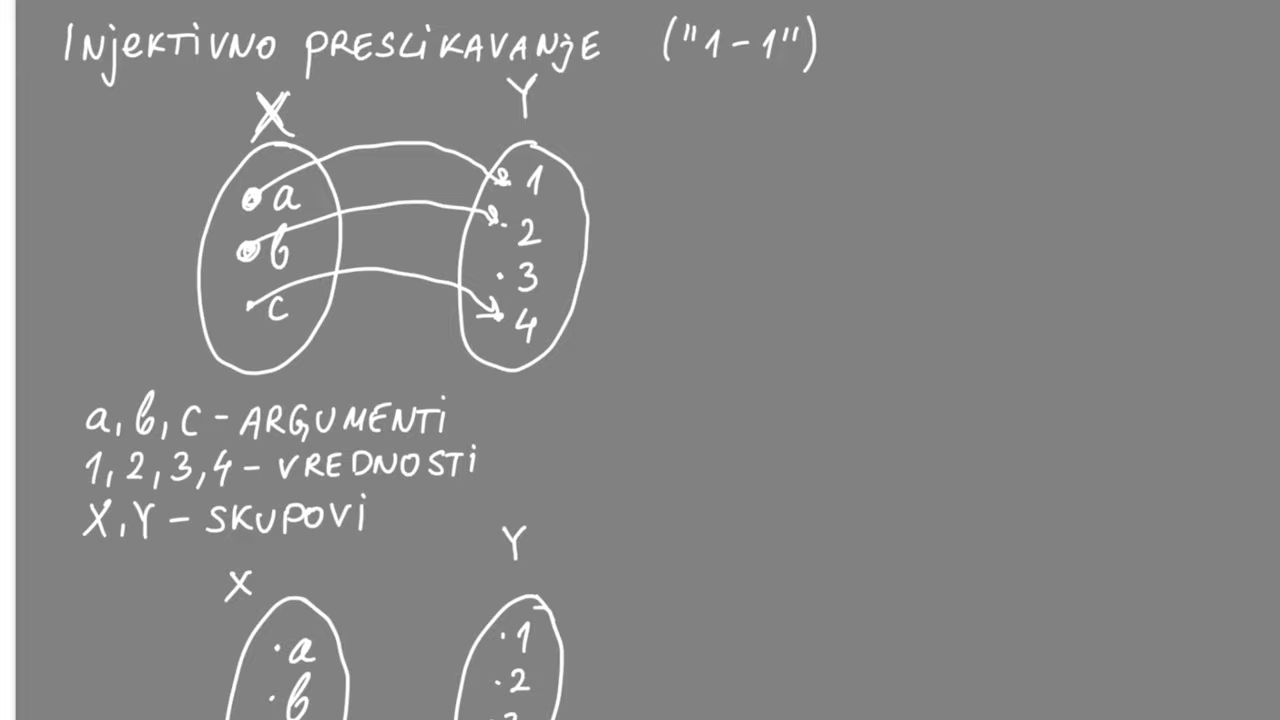 INjEKTiVNO PRESLiKAVANjE ("1-1")
X Y
a 1
b 2
3
c 4
a, b, c - ARGUMENTi
1, 2, 3, 4 - VREDNOSTi
X, Y - SKUPOVi
X Y
a 1
b 2